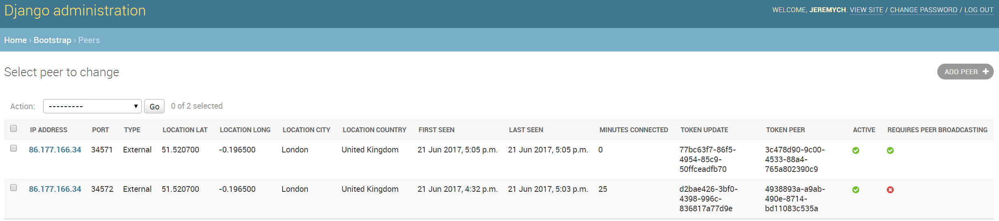 Django administration
WELCOME, JEREMYCH. VIEW SITE / CHANGE PASSWORD / LOG OUT
Home › Bootstrap › Peers
Select peer to change
ADD PEER +
Action: --------- Go 0 of 2 selected
IP ADDRESS PORT TYPE LOCATION LAT LOCATION LONG LOCATION CITY LOCATION COUNTRY FIRST SEEN LAST SEEN MINUTES CONNECTED TOKEN UPDATE TOKEN PEER ACTIVE REQUIRES PEER BROADCASTING
86.177.166.34 34571 External 51.520700 -0.196500 London United Kingdom 21 Jun 2017, 5:05 p.m. 21 Jun 2017, 5:05 p.m. 0 77bc63f7-86f5- 3c478d90-9c00-
4954-85c9- 4533-88a4-
50ffceadfb70 765a802390c9
86.177.166.34 34572 External 51.520700 -0.196500 London United Kingdom 21 Jun 2017, 4:32 p.m. 21 Jun 2017, 5:03 p.m. 25 d2bae426-3bf0- 4938893a-a9ab-
4398-996c- 490e-8714-
836817a77d9e bd11083c535a